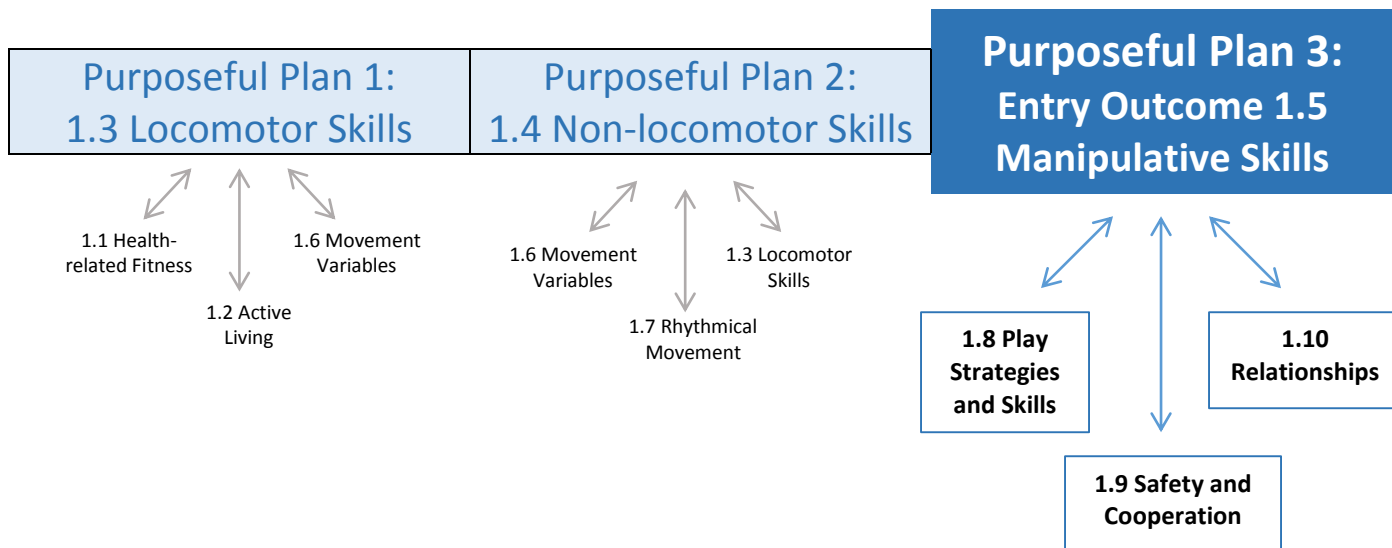 Purposeful Plan 1:
1.3 Locomotor Skills
Purposeful Plan 2:
1.4 Non-locomotor Skills
Purposeful Plan 3:
Entry Outcome 1.5
Manipulative Skills
1.1 Health-
related Fitness
1.6 Movement
Variables
1.2 Active
Living
1.6 Movement
Variables
1.3 Locomotor
Skills
1.7 Rhythmical
Movement
1.8 Play
Strategies
and Skills
1.10
Relationships
1.9 Safety and
Cooperation